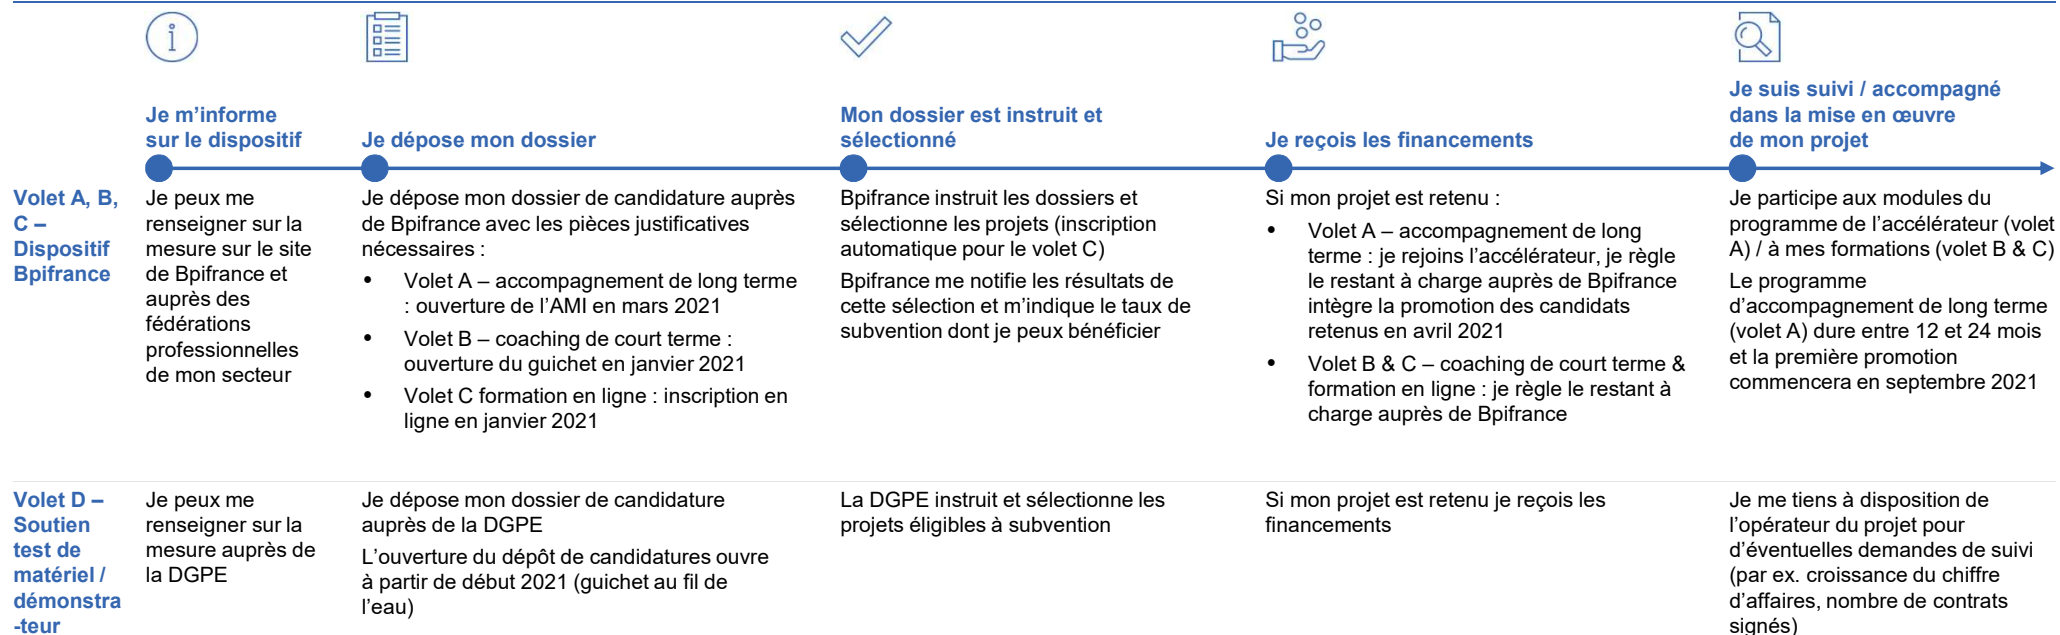 Je m’informe
sur le dispositif
Je dépose mon dossier
Mon dossier est instruit et
sélectionné
Je reçois les financements
Je suis suivi / accompagné
dans la mise en œuvre
de mon projet
Volet A, B,
C –
Dispositif
Bpifrance
Je peux me
renseigner sur la
mesure sur le site
de Bpifrance et
auprès des
fédérations
professionnelles
de mon secteur
Je dépose mon dossier de candidature auprès
de Bpifrance avec les pièces justificatives
nécessaires :
• Volet A – accompagnement de long terme
: ouverture de l’AMI en mars 2021
• Volet B – coaching de court terme :
ouverture du guichet en janvier 2021
• Volet C formation en ligne : inscription en
ligne en janvier 2021
Bpifrance instruit les dossiers et
sélectionne les projets (inscription
automatique pour le volet C)
Bpifrance me notifie les résultats de
cette sélection et m’indique le taux de
subvention dont je peux bénéficier
Si mon projet est retenu :
• Volet A – accompagnement de long
terme : je rejoins l’accélérateur, je règle
le restant à charge auprès de Bpifrance
intègre la promotion des candidats
retenus en avril 2021
• Volet B & C – coaching de court terme &
formation en ligne : je règle le restant à
charge auprès de Bpifrance
Je participe aux modules du
programme de l’accélérateur (volet
A) / à mes formations (volet B & C)
Le programme
d’accompagnement de long terme
(volet A) dure entre 12 et 24 mois
et la première promotion
commencera en septembre 2021
Volet D –
Soutien
test de
matériel /
démonstra
-teur
Je peux me
renseigner sur la
mesure auprès de
la DGPE
Je dépose mon dossier de candidature
auprès de la DGPE
L’ouverture du dépôt de candidatures ouvre
à partir de début 2021 (guichet au fil de
l’eau)
La DGPE instruit et sélectionne les
projets éligibles à subvention
Si mon projet est retenu je reçois les
financements
Je me tiens à disposition de
l’opérateur du projet pour
d’éventuelles demandes de suivi
(par ex. croissance du chiffre
d’affaires, nombre de contrats
signés)